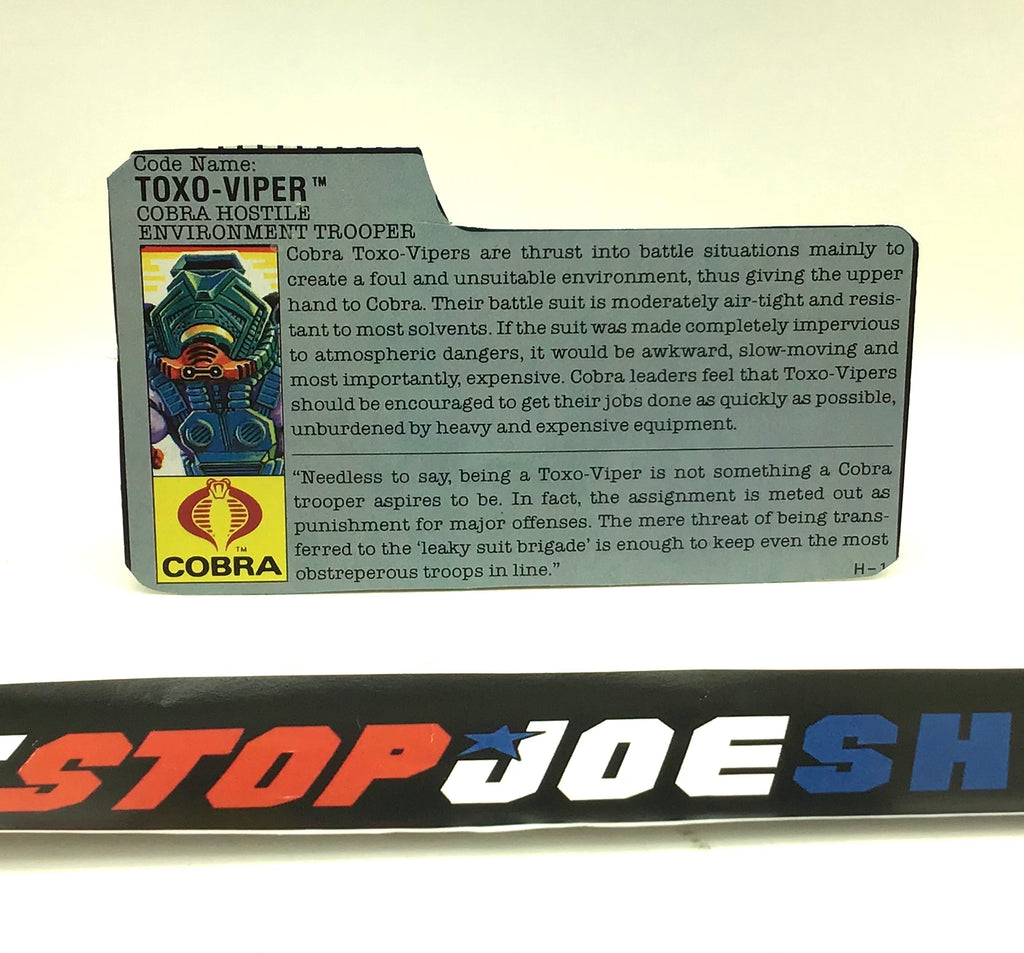 Code Name:
TOXO-VIPER™
COBRA HOSTILE
ENVIRONMENT TROOPER
Cobra Toxo-Vipers are thrust into battle situations mainly to
create a foul and unsuitable environment, thus giving the upper
hand to Cobra. Their battle suit is moderately air-tight and resis-
tant to most solvents. If the suit was made completely impervious
to atmospheric dangers, it would be awkward, slow-moving and
most importantly, expensive. Cobra leaders feel that Toxo-Vipers
should be encouraged to get their jobs done as quickly as possible,
unburdened by heavy and expensive equipment.
“Needless to say, being a Toxo-Viper is not something a Cobra
trooper aspires to be. In fact, the assignment is meted out as
punishment for major offenses. The mere threat of being trans-
ferred to the ‘leaky suit brigade’ is enough to keep even the most
obstreperous troops in line.”
TM
COBRA
H-1
STOP JOE SH